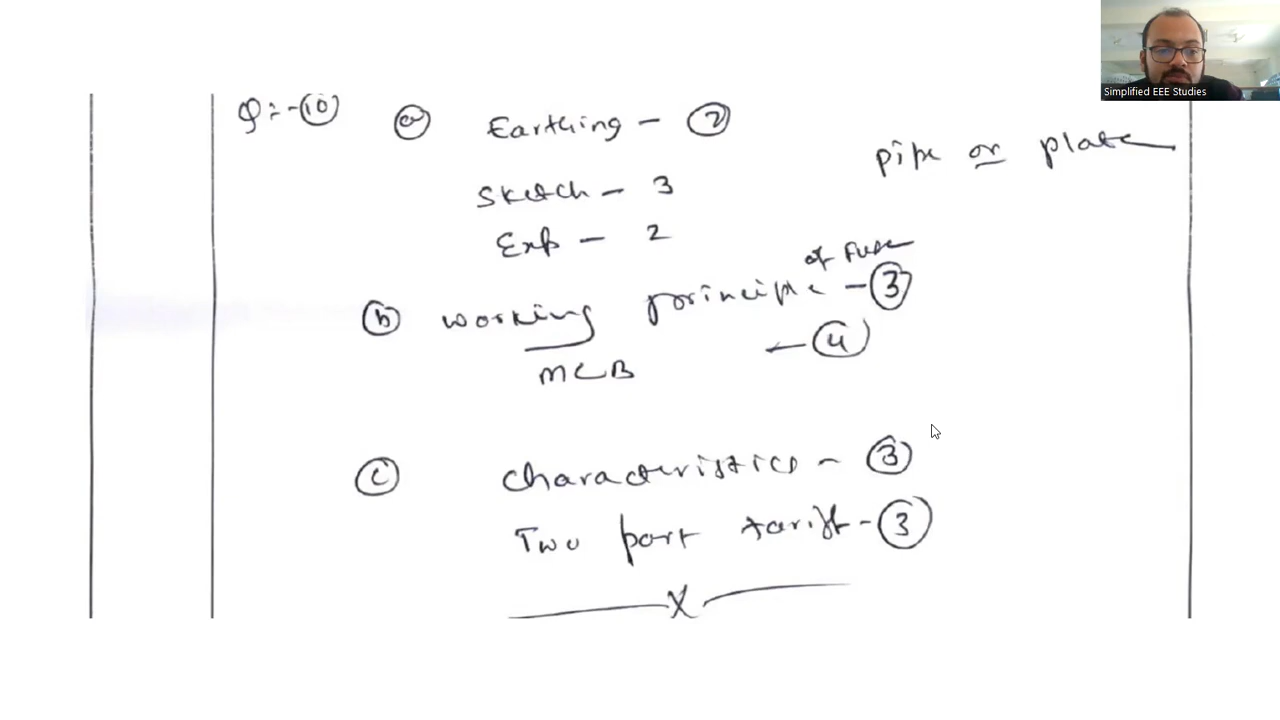 Simplified EEE Studies
Q:-10 a Earthing - 2
pipe or plate
Sketch - 3
Exp - 2
of Fuse
b working principle - 3
MCB ← 4
c characteristics - 3
Two part tariff - 3
X